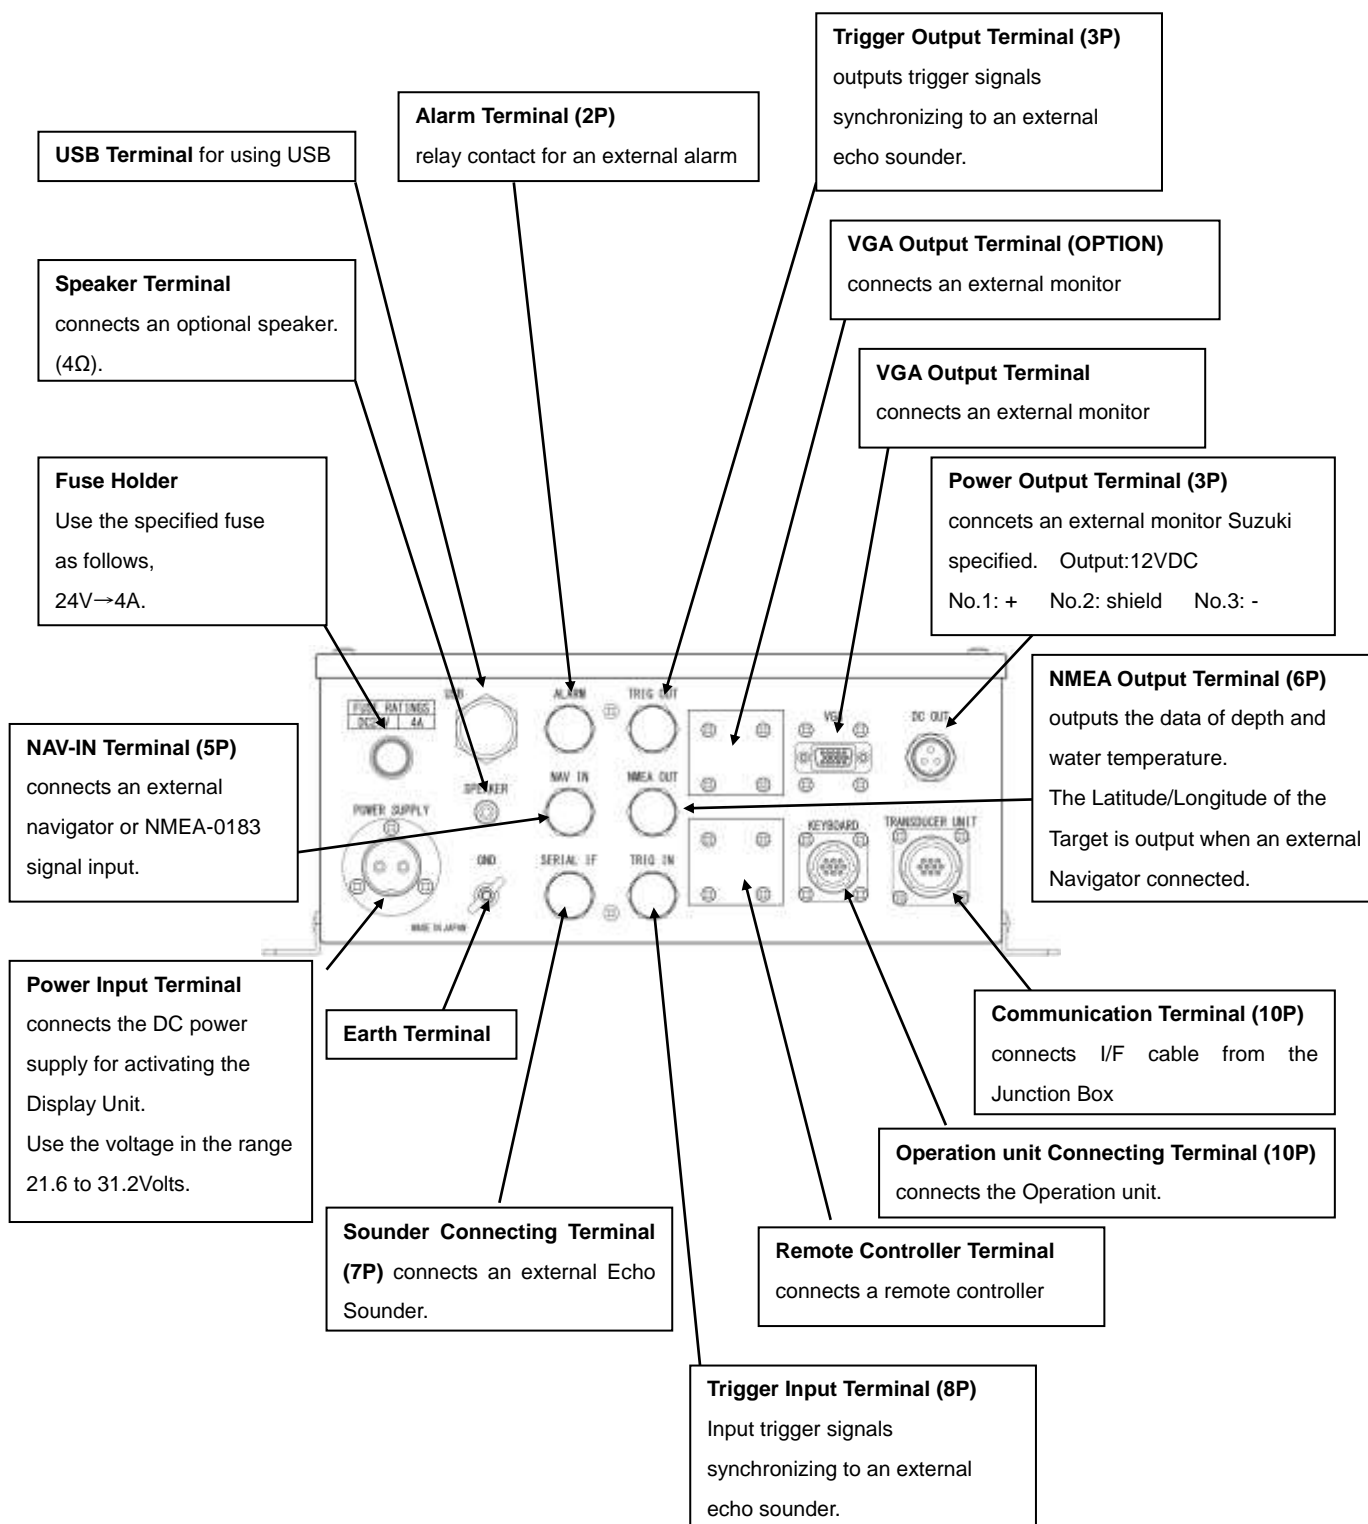 Trigger Output Terminal (3P)
outputs trigger signals
synchronizing to an external
echo sounder.
Alarm Terminal (2P)
relay contact for an external alarm
USB Terminal for using USB
VGA Output Terminal (OPTION)
connects an external monitor
Speaker Terminal
connects an optional speaker.
(4Ω).
VGA Output Terminal
connects an external monitor
Fuse Holder
Use the specified fuse
as follows,
24V→4A.
Power Output Terminal (3P)
conncets an external monitor Suzuki
specified. Output:12VDC
No.1: + No.2: shield No.3: -
NMEA Output Terminal (6P)
outputs the data of depth and
water temperature.
The Latitude/Longitude of the
Target is output when an external
Navigator connected.
NAV-IN Terminal (5P)
connects an external
navigator or NMEA-0183
signal input.
USB
ALARM
TRIG OUT
VGA
DC OUT
FUSE RATINGS
4A
NAV IN
NMEA OUT
SPEAKER
POWER SUPPLY
KEYBOARD
TRANSDUCER UNIT
GND
SERIAL IF
TRIG IN
MADE IN JAPAN
Power Input Terminal
connects the DC power
supply for activating the
Display Unit.
Use the voltage in the range
21.6 to 31.2Volts.
Earth Terminal
Communication Terminal (10P)
connects I/F cable from the
Junction Box
Operation unit Connecting Terminal (10P)
connects the Operation unit.
Sounder Connecting Terminal
(7P) connects an external Echo
Sounder.
Remote Controller Terminal
connects a remote controller
Trigger Input Terminal (8P)
Input trigger signals
synchronizing to an external
echo sounder.